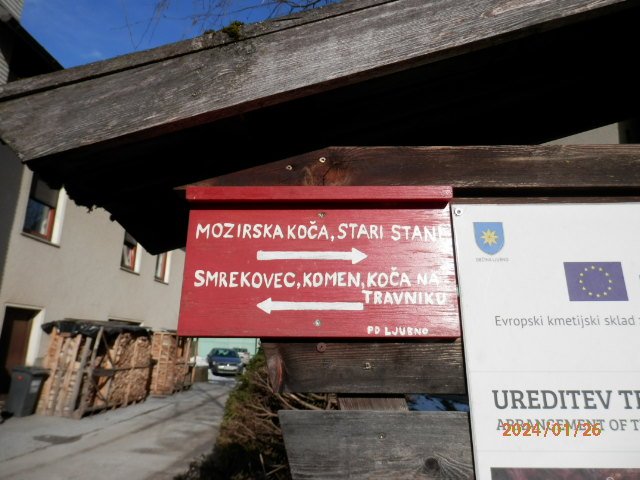 MOZIRSKA KOČA, STARI STANI
SMREKOVEC, KOMEN, KOČA NA
TRAVNIKU
PD LJUBNO
OBČINA LJUBNO
Evropski kmetijski sklad
UREDITEV
ARRANGEMENT OF
2024/01/26